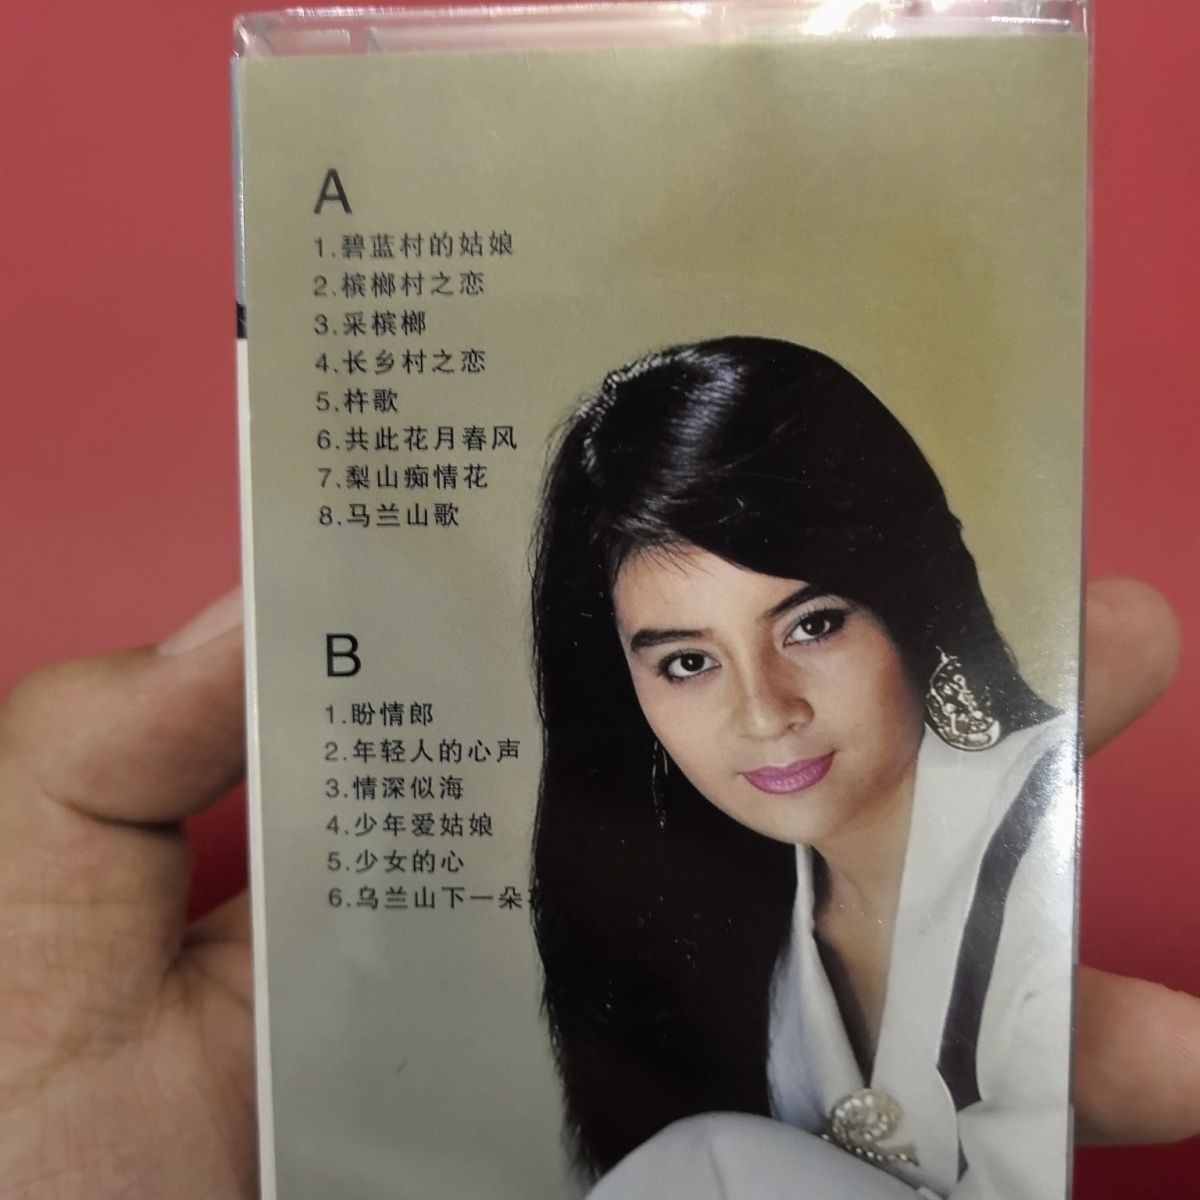 A
1.碧蓝村的姑娘
2.槟榔村之恋
3.采槟榔
4.长乡村之恋
5.杵歌
6.共此花月春风
7.梨山痴情花
8.马兰山歌
B
1.盼情郎
2.年轻人的心声
3.情深似海
4.少年爱姑娘
5.少女的心
6.乌兰山下一朵